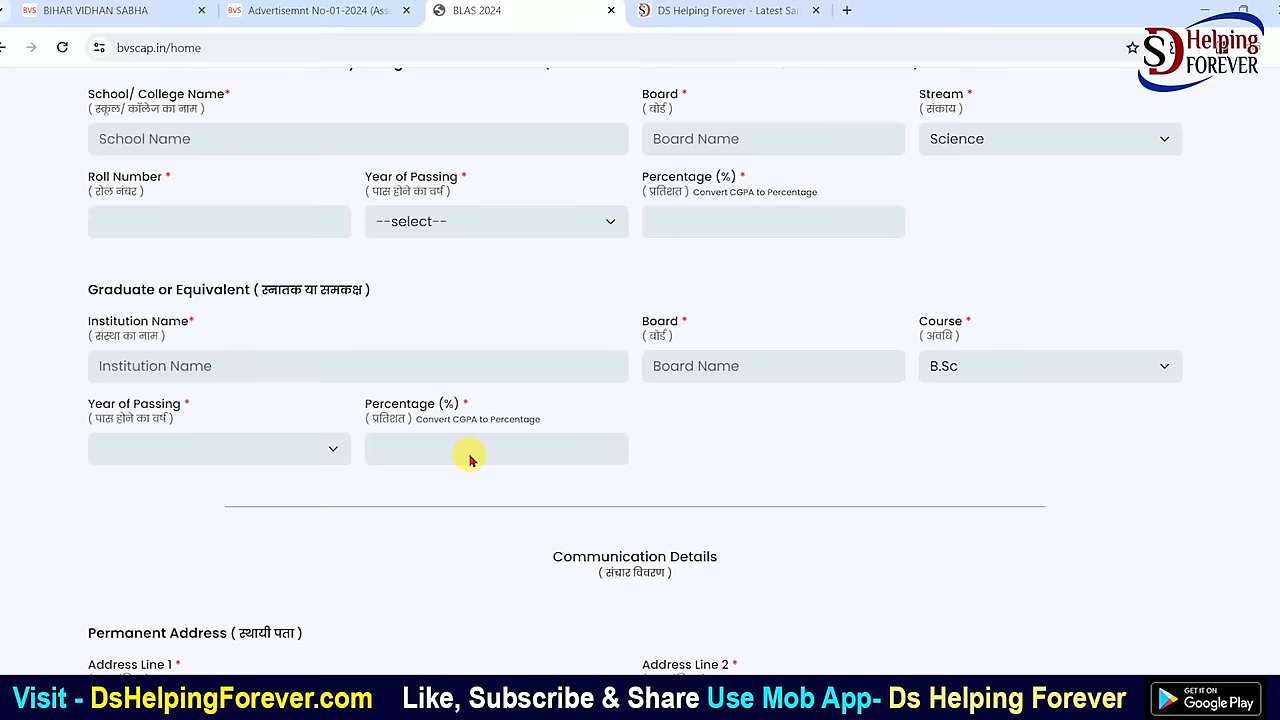 BIHAR VIDHAN SABHA
Advertisemnt No-01-2024 (Ass
BLAS 2024
DS Helping Forever - Latest Sar
bvscap.in/home
SD Helping FOREVER
School/ College Name* Board * Stream *
( स्कूल/ कॉलेज का नाम ) ( बोर्ड ) ( संकाय )
School Name Board Name Science
Roll Number * Year of Passing * Percentage (%) *
( रोल नंबर ) ( पास होने का वर्ष ) ( प्रतिशत ) Convert CGPA to Percentage
--select--
Graduate or Equivalent ( स्नातक या समकक्ष )
Institution Name* Board * Course *
( संस्था का नाम ) ( बोर्ड ) ( अवधि )
Institution Name Board Name B.Sc
Year of Passing * Percentage (%) *
( पास होने का वर्ष ) ( प्रतिशत ) Convert CGPA to Percentage
Communication Details
( संचार विवरण )
Permanent Address ( स्थायी पता )
Address Line 1 * Address Line 2 *
Visit - DsHelpingForever.com Like, Subscribe & Share Use Mob App- Ds Helping Forever GET IT ON Google Play